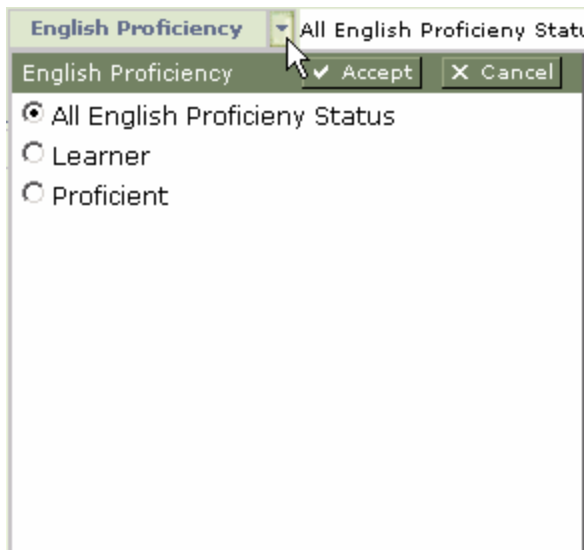 English Proficiency All English Proficieny Statu
English Proficiency Accept Cancel
All English Proficieny Status
Learner
Proficient